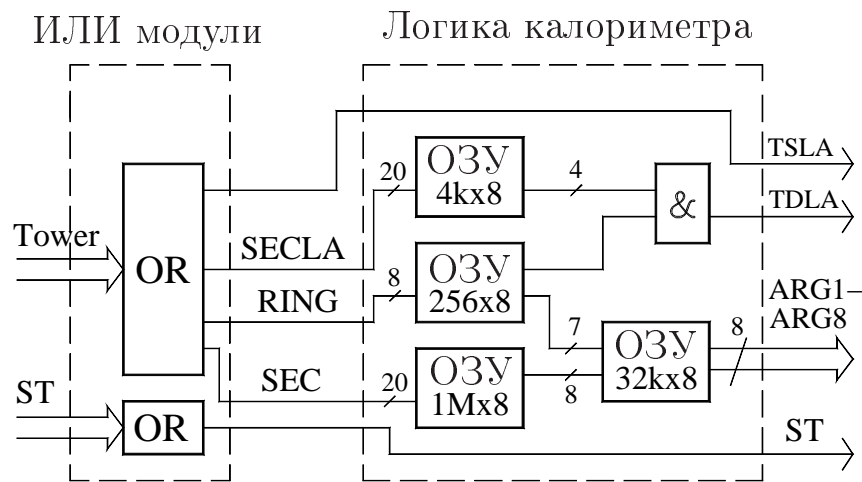 ИЛИ модули
Логика калориметра
TSLA
ОЗУ
4kx8
20
4
TDLA
&
Tower
OR
SECLA
RING
8
ОЗУ
256x8
ARG1–
ARG8
7
ОЗУ
32kx8
8
SEC
20
ОЗУ
1Mx8
8
ST
OR
ST